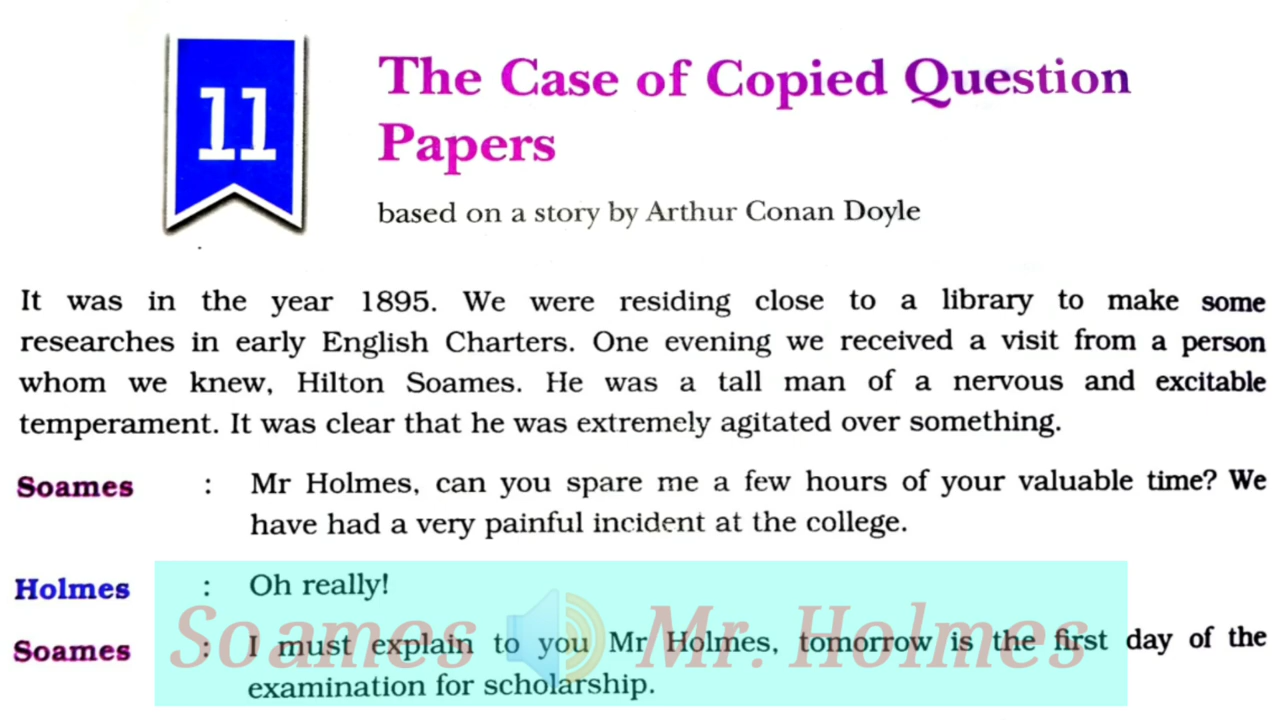 11
The Case of Copied Question
Papers
based on a story by Arthur Conan Doyle
It was in the year 1895. We were residing close to a library to make some
researches in early English Charters. One evening we received a visit from a person
whom we knew, Hilton Soames. He was a tall man of a nervous and excitable
temperament. It was clear that he was extremely agitated over something.
Soames : Mr Holmes, can you spare me a few hours of your valuable time? We
have had a very painful incident at the college.
Holmes : Oh really!
Soames : I must explain to you Mr Holmes, tomorrow is the first day of the
examination for scholarship.
Soames Mr. Holmes